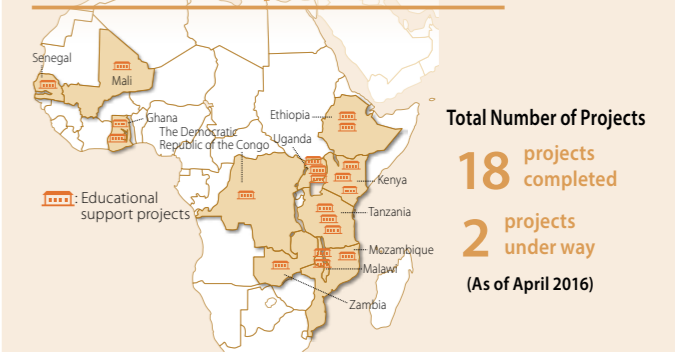 Senegal
Mali
Ghana
The Democratic
Republic of the Congo
Ethiopia
Uganda
Kenya
Tanzania
Mozambique
Malawi
Zambia
: Educational
support projects
Total Number of Projects
18 projects
completed
2 projects
under way
(As of April 2016)